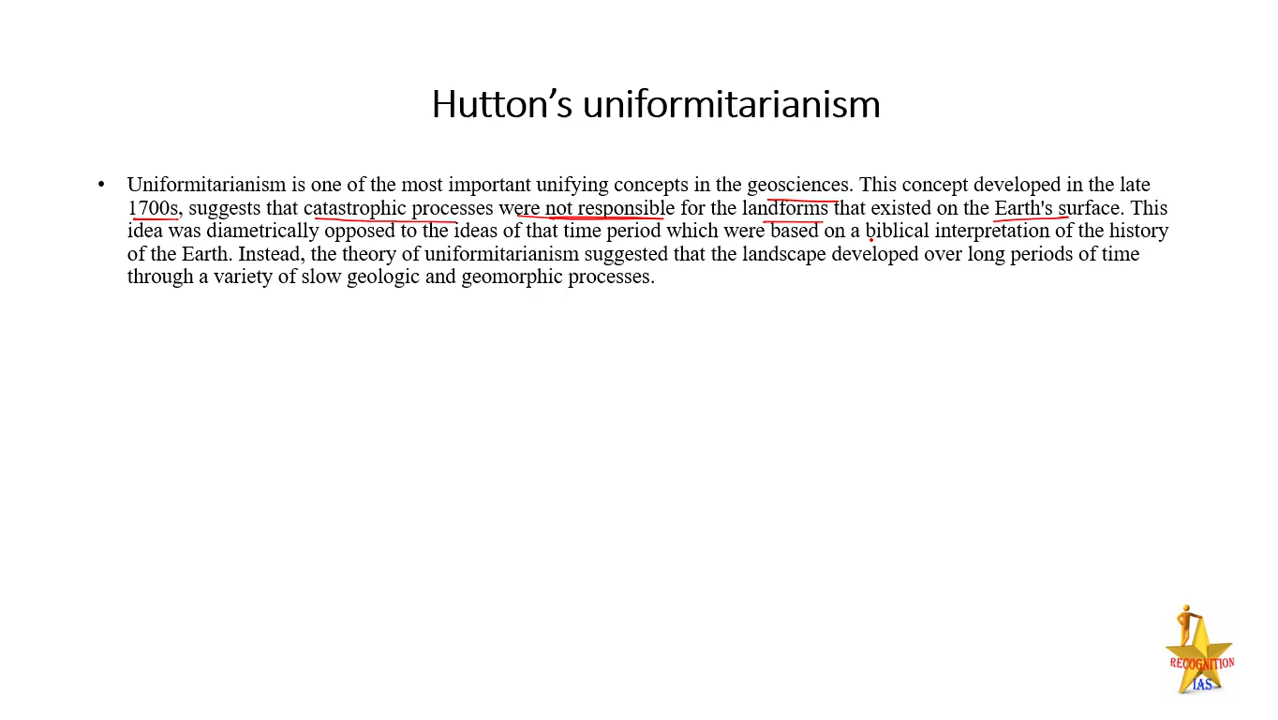 Hutton’s uniformitarianism
• Uniformitarianism is one of the most important unifying concepts in the geosciences. This concept developed in the late
1700s, suggests that catastrophic processes were not responsible for the landforms that existed on the Earth's surface. This
idea was diametrically opposed to the ideas of that time period which were based on a biblical interpretation of the history
of the Earth. Instead, the theory of uniformitarianism suggested that the landscape developed over long periods of time
through a variety of slow geologic and geomorphic processes.
RECOGNITION
IAS